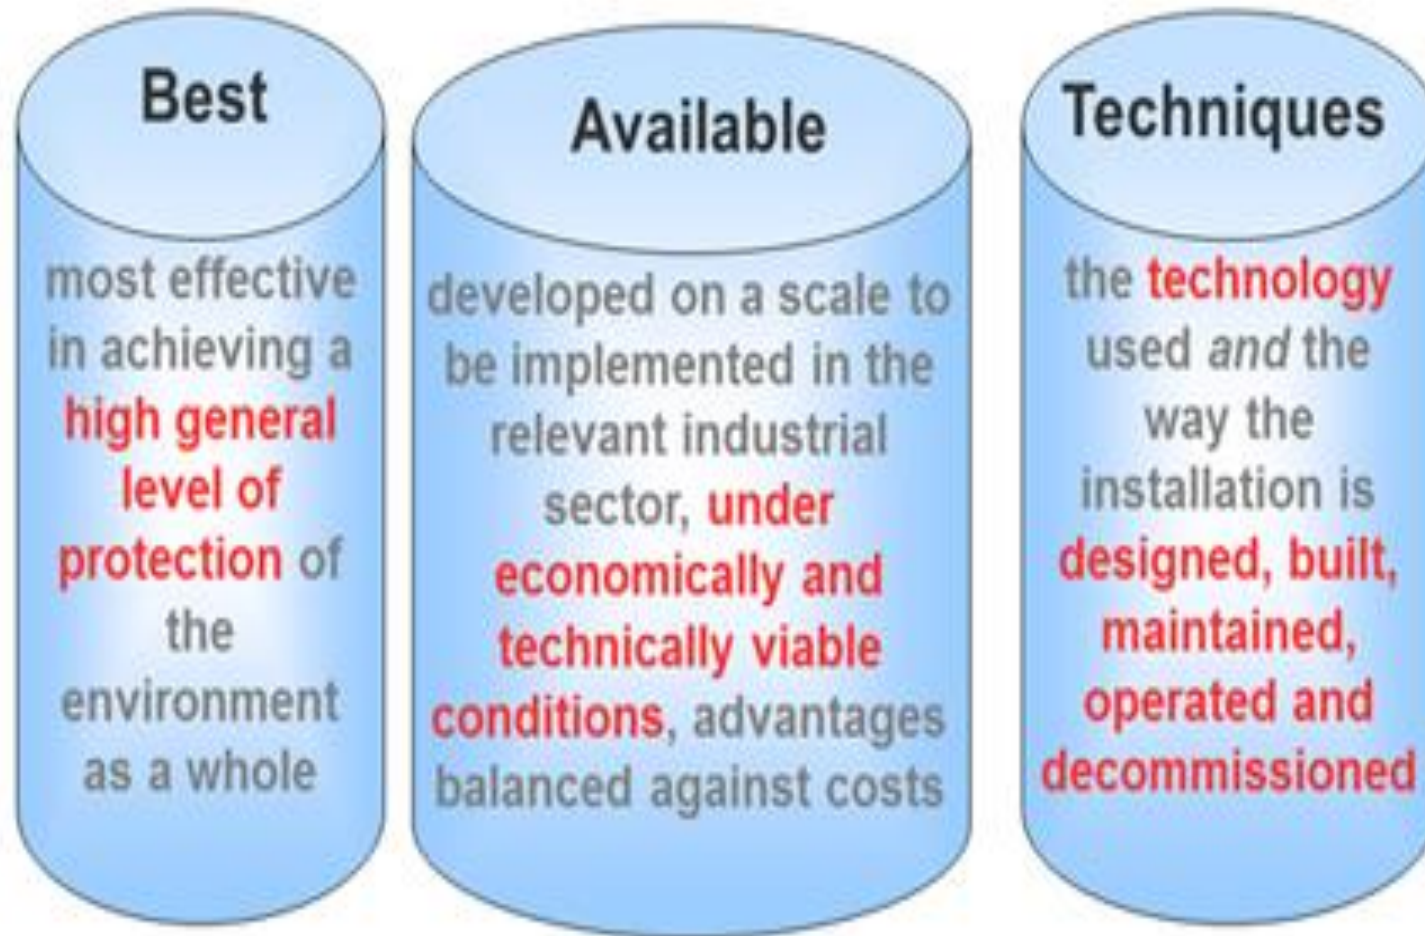 Best
most effective
in achieving a
high general
level of
protection of
the
environment
as a whole
Available
developed on a scale to
be implemented in the
relevant industrial
sector, under
economically and
technically viable
conditions, advantages
balanced against costs
Techniques
the technology
used and the
way the
installation is
designed, built,
maintained,
operated and
decommissioned